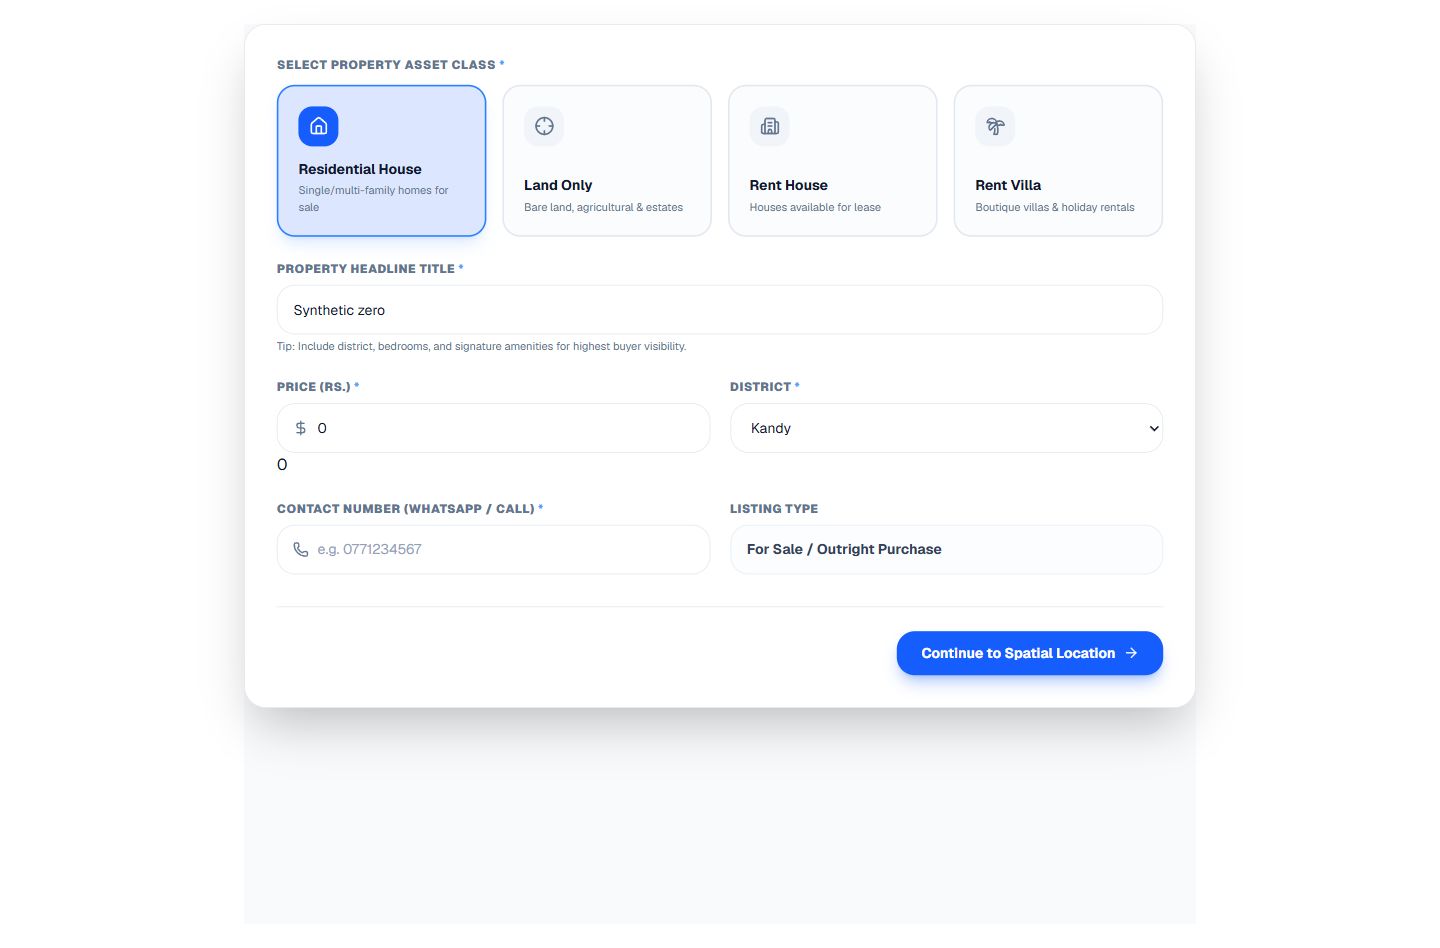 SELECT PROPERTY ASSET CLASS *
Residential House
Single/multi-family homes for
sale
Land Only
Bare land, agricultural & estates
Rent House
Houses available for lease
Rent Villa
Boutique villas & holiday rentals
PROPERTY HEADLINE TITLE *
Synthetic zero
Tip: Include district, bedrooms, and signature amenities for highest buyer visibility.
PRICE (RS.) *
$ 0
0
DISTRICT *
Kandy
CONTACT NUMBER (WHATSAPP / CALL) *
e.g. 0771234567
LISTING TYPE
For Sale / Outright Purchase
Continue to Spatial Location →